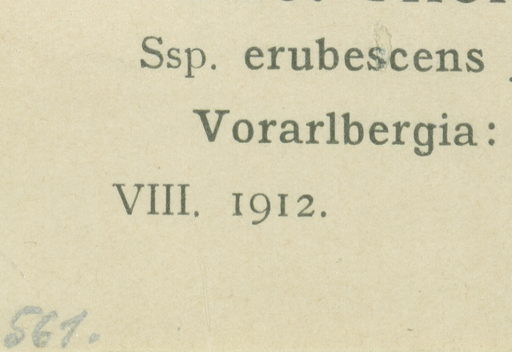 Ssp. erubescens
Vorarlbergia:
VIII. 1912.
561.